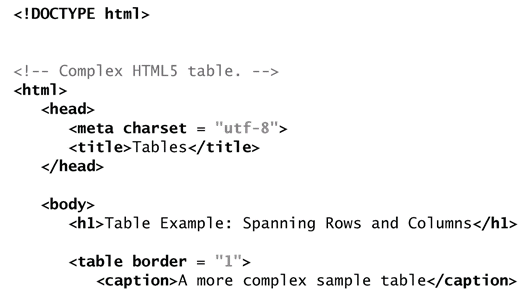 <!DOCTYPE html>
<!-- Complex HTML5 table. -->
<html>
<head>
<meta charset = "utf-8">
<title>Tables</title>
</head>
<body>
<h1>Table Example: Spanning Rows and Columns</h1>
<table border = "1">
<caption>A more complex sample table</caption>